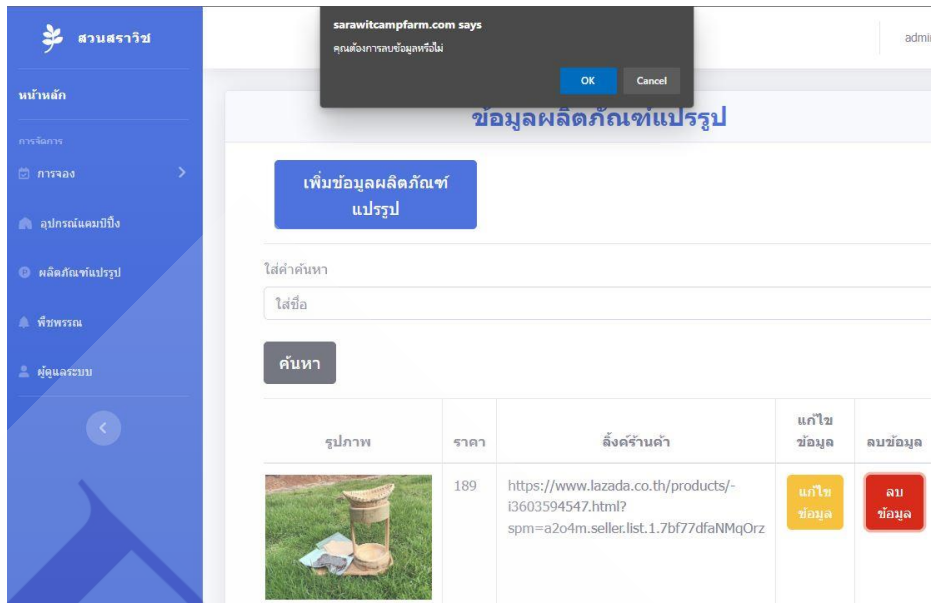 สวนสราวิช
sarawitcampfarm.com says
คุณต้องการลบข้อมูลหรือไม่
OK
Cancel
admin
หน้าหลัก
การจัดการ
การจอง
อุปกรณ์แคมป์ปิ้ง
ผลิตภัณฑ์แปรรูป
พืชพรรณ
ผู้ดูแลระบบ
ข้อมูลผลิตภัณฑ์แปรรูป
เพิ่มข้อมูลผลิตภัณฑ์
แปรรูป
ใส่คำค้นหา
ใส่ชื่อ
ค้นหา
รูปภาพ
ราคา
ลิ้งค์ร้านค้า
แก้ไข
ข้อมูล
ลบข้อมูล
189
https://www.lazada.co.th/products/-
i3603594547.html?
spm=a2o4m.seller.list.1.7bf77dfaNMqOrz
แก้ไข
ข้อมูล
ลบ
ข้อมูล